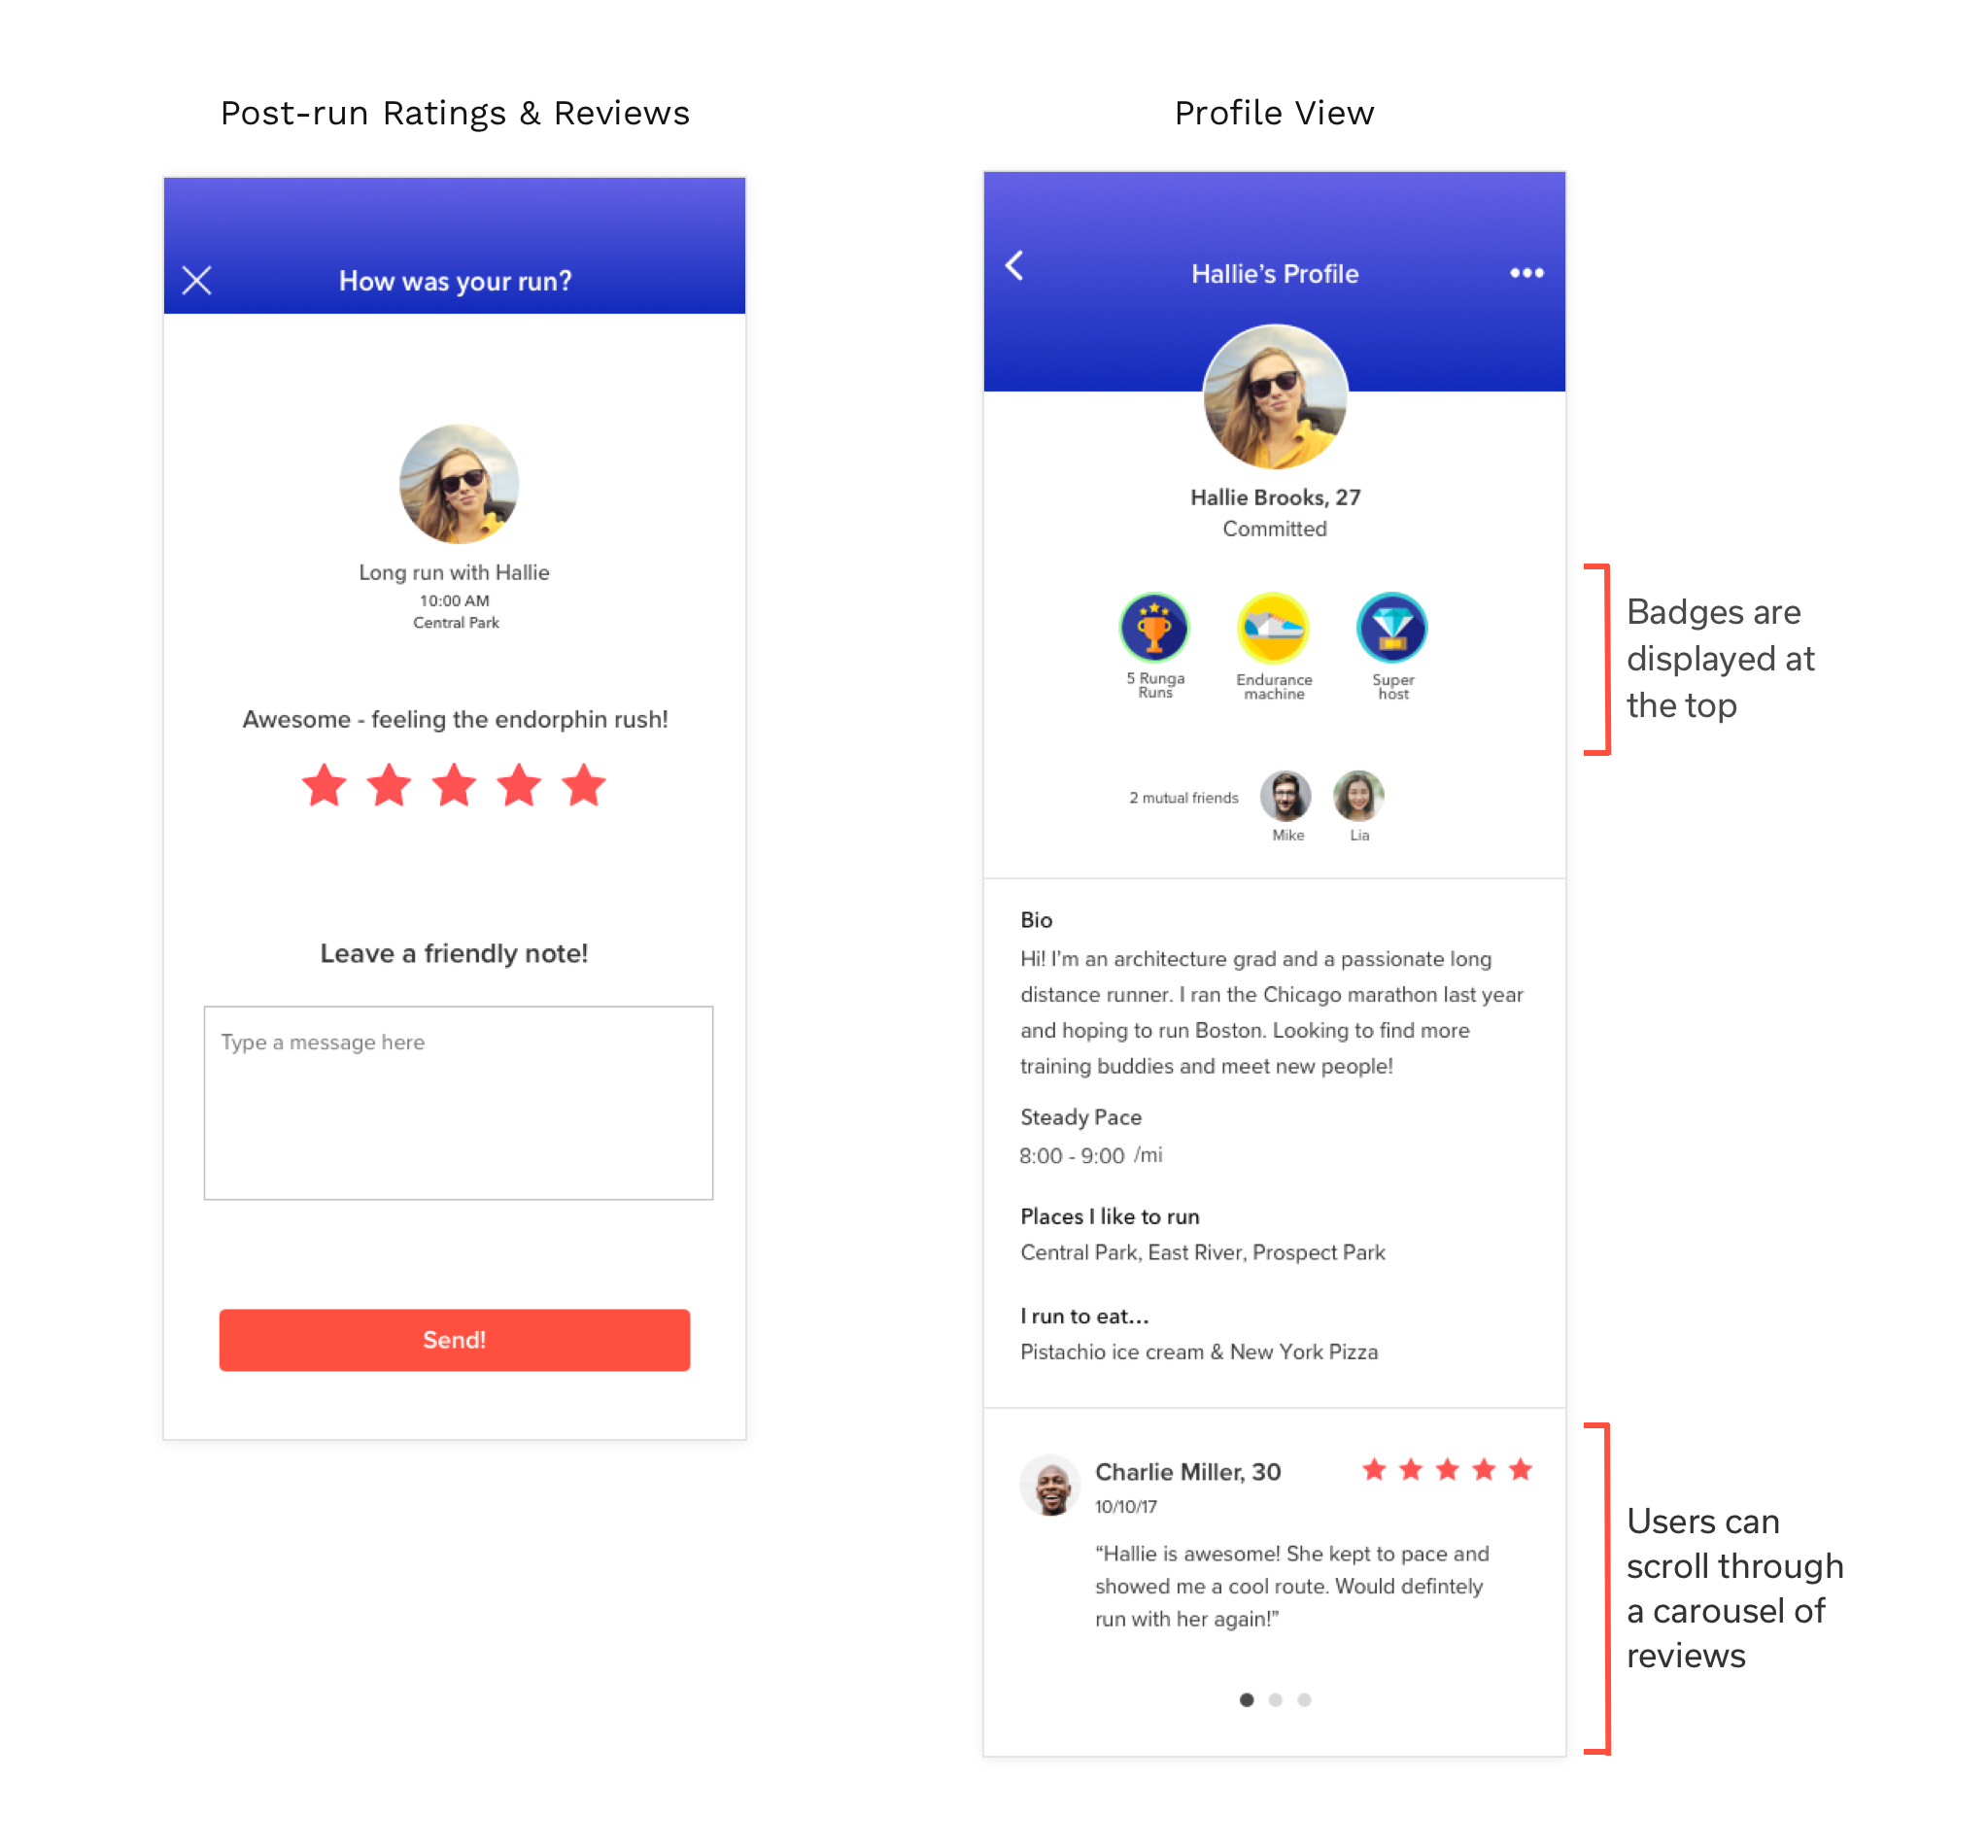 Post-run Ratings & Reviews
How was your run?
Long run with Hallie
10:00 AM
Central Park
Awesome - feeling the endorphin rush!
Leave a friendly note!
Type a message here
Send!
Profile View
Hallie's Profile
Hallie Brooks, 27
Committed
5 Runga
Runs
Endurance
machine
Super
host
Badges are
displayed at
the top
2 mutual friends
Mike
Lia
Bio
Hi! I'm an architecture grad and a passionate long
distance runner. I ran the Chicago marathon last year
and hoping to run Boston. Looking to find more
training buddies and meet new people!
Steady Pace
8:00 - 9:00 /mi
Places I like to run
Central Park, East River, Prospect Park
I run to eat...
Pistachio ice cream & New York Pizza
Charlie Miller, 30
10/10/17
“Hallie is awesome! She kept to pace and
showed me a cool route. Would defintely
run with her again!”
Users can
scroll through
a carousel of
reviews